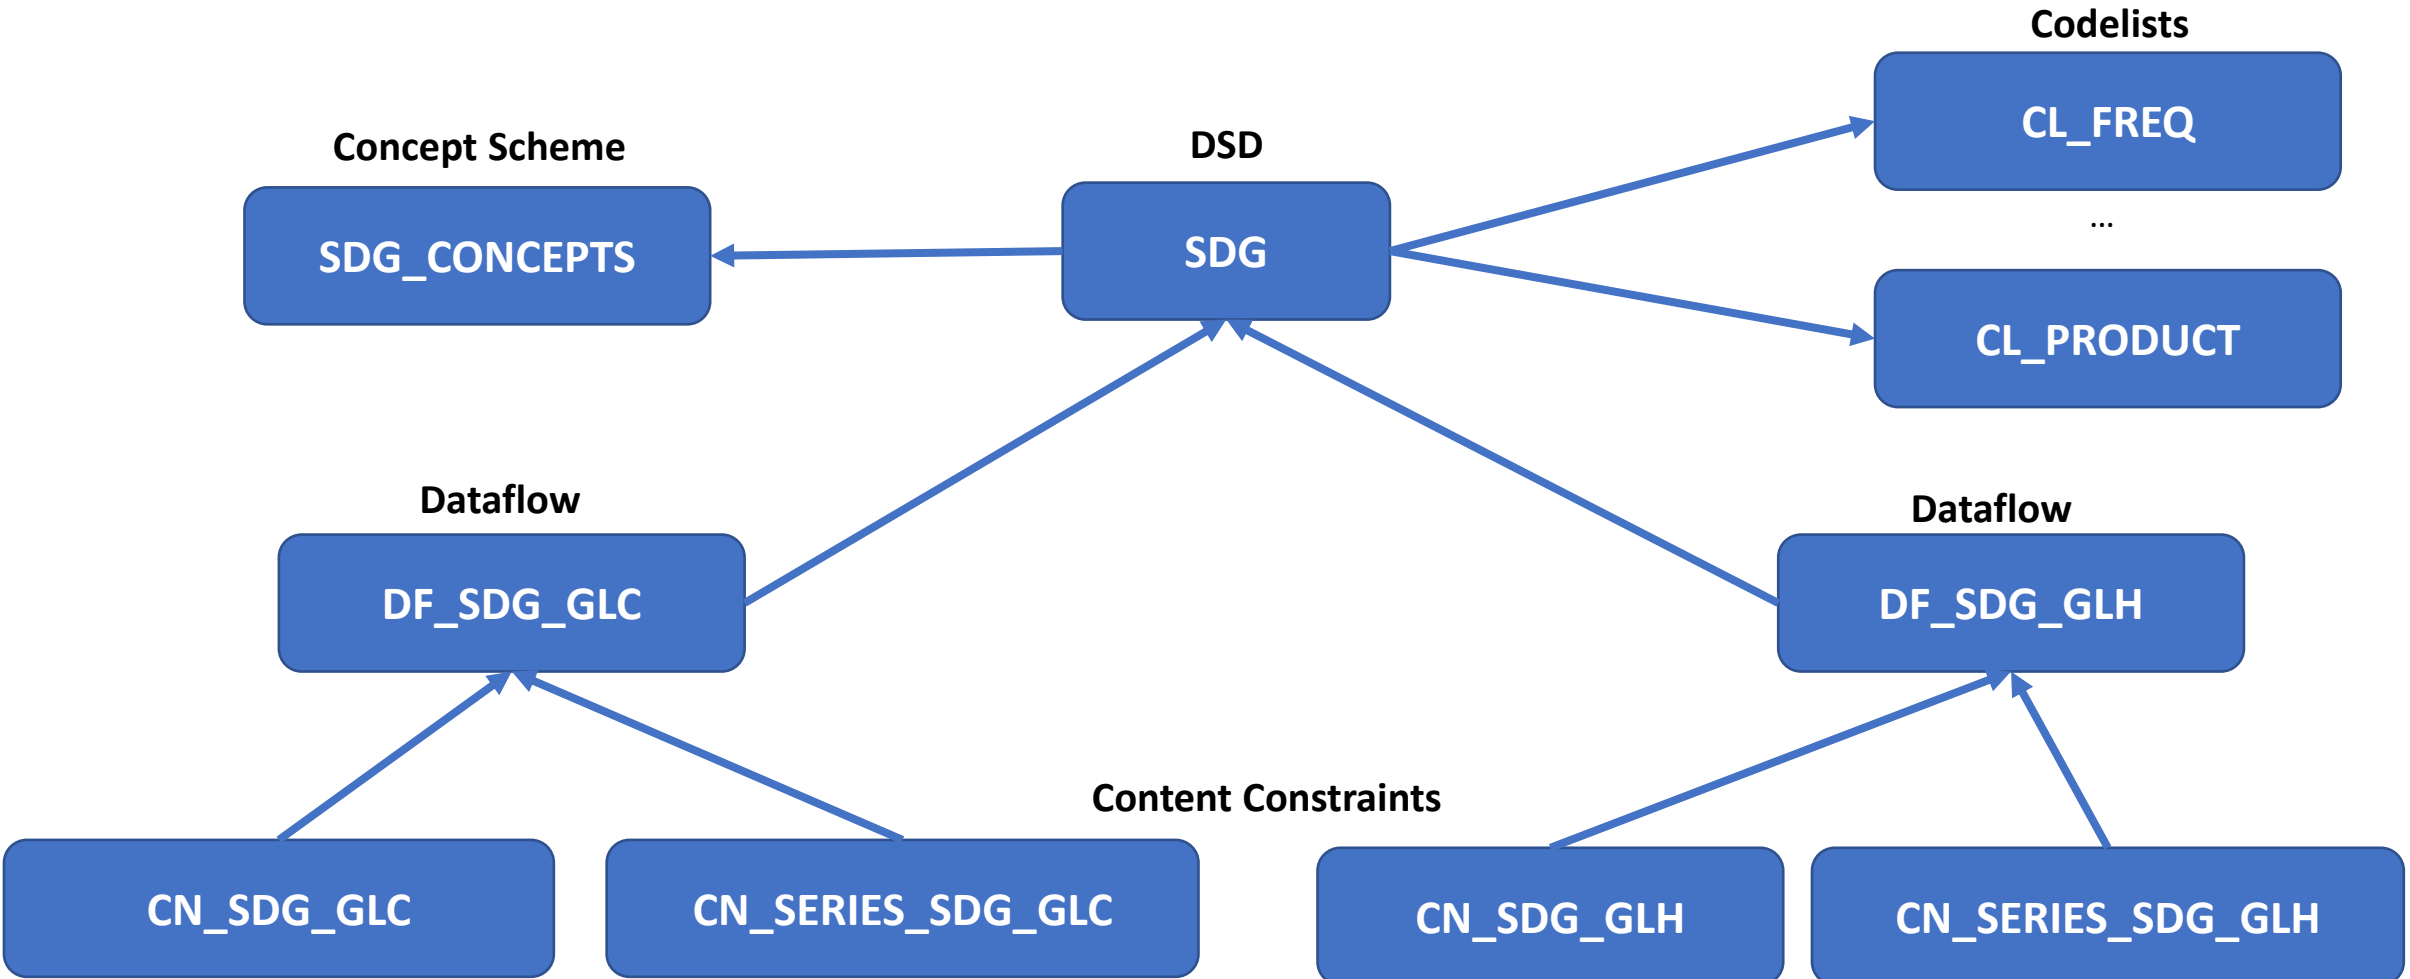 Codelists
CL_FREQ
Concept Scheme
DSD
SDG_CONCEPTS
SDG
...
CL_PRODUCT
Dataflow
Dataflow
DF_SDG_GLC
DF_SDG_GLH
Content Constraints
CN_SDG_GLC
CN_SERIES_SDG_GLC
CN_SDG_GLH
CN_SERIES_SDG_GLH